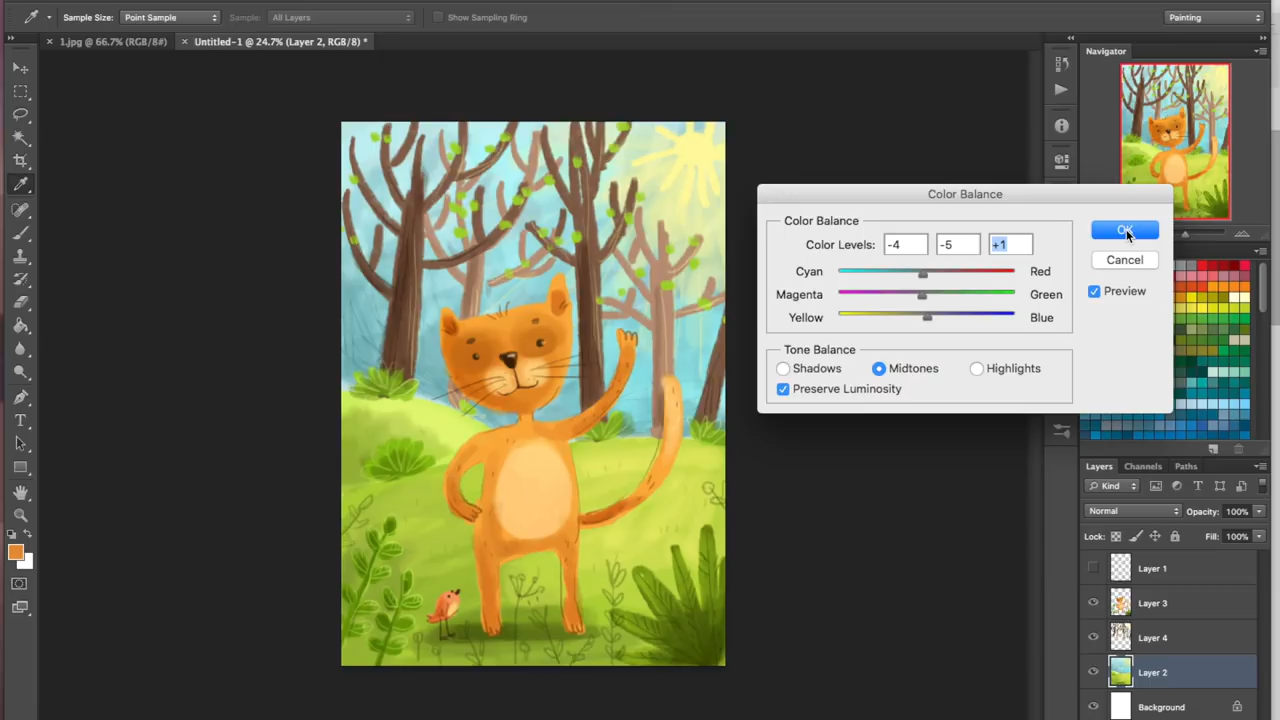 Sample Size: Point Sample Sample: All Layers Show Sampling Ring Painting
× 1.jpg @ 66.7% (RGB/8#) × Untitled-1 @ 24.7% (Layer 2, RGB/8) *
Navigator
Color Balance
Color Balance
Color Levels: -4 -5 +1
Cyan Red
Magenta Green
Yellow Blue
Tone Balance
Shadows Midtones Highlights
Preserve Luminosity
OK
Cancel
Preview
Layers Channels Paths
Kind
Normal Opacity: 100%
Lock: Fill: 100%
Layer 1
Layer 3
Layer 4
Layer 2
Background